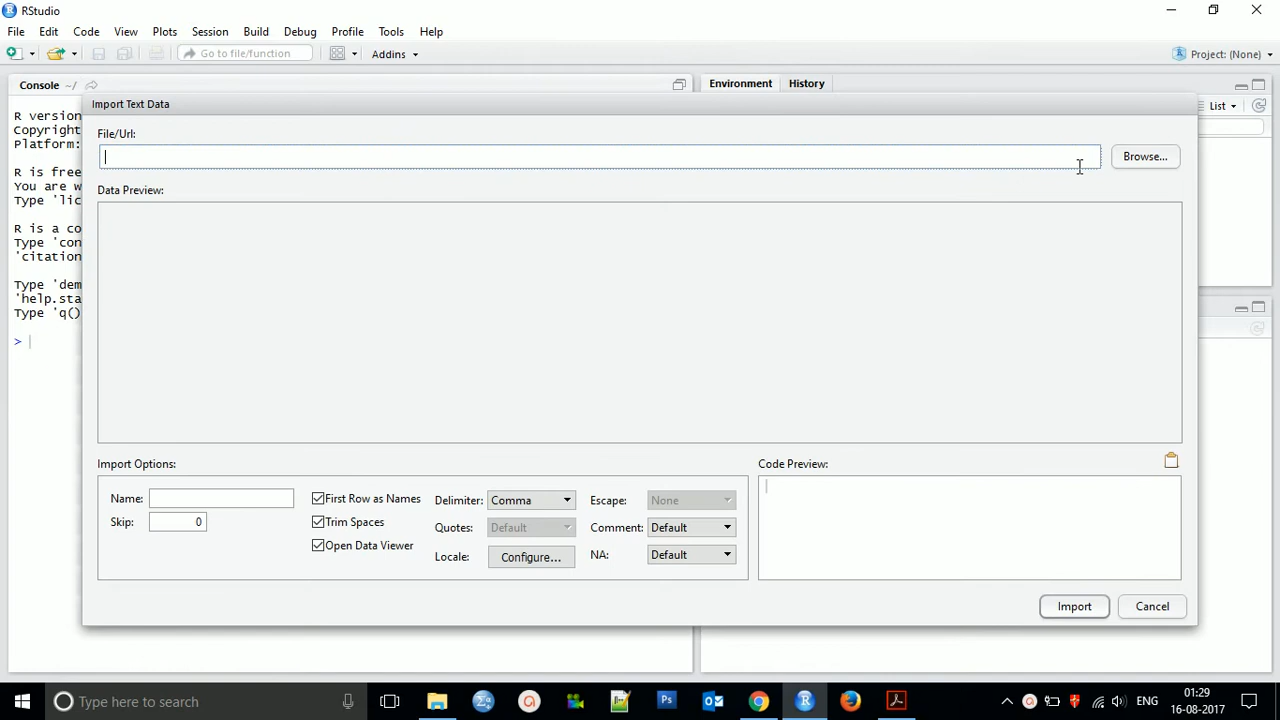 RStudio
File Edit Code View Plots Session Build Debug Profile Tools Help
Go to file/function Addins Project: (None)
Console ~/ Environment History
Import Text Data
R version
Copyright
Platform:
R is free
You are w
Type 'lic
R is a co
Type 'con
'citation
Type 'dem
'help.sta
Type 'q()
>
List
File/Url:
Browse...
Data Preview:
Import Options: Code Preview:
Name: First Row as Names Delimiter: Comma Escape: None
Skip: 0 Trim Spaces Quotes: Default Comment: Default
Open Data Viewer Locale: Configure... NA: Default
Import Cancel
Type here to search ENG 01:29
16-08-2017